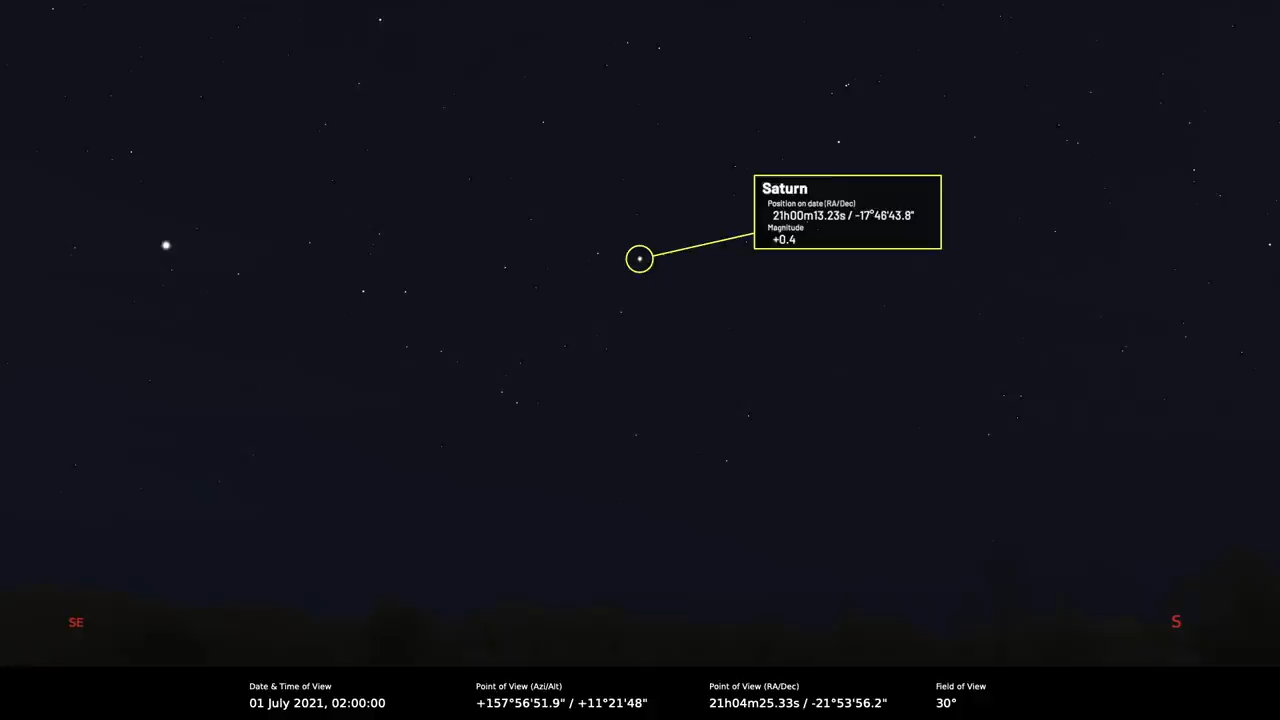 Saturn
Position on date (RA/Dec)
21h00m13.23s / -17°46'43.8"
Magnitude
+0.4
SE
S
Date & Time of View
01 July 2021, 02:00:00
Point of View (Azi/Alt)
+157°56'51.9" / +11°21'48"
Point of View (RA/Dec)
21h04m25.33s / -21°53'56.2"
Field of View
30°